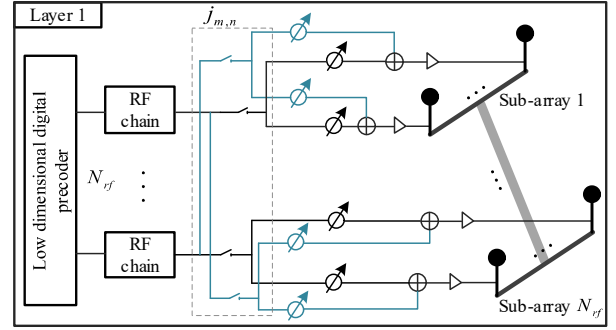 Layer 1
j_{m,n}
Low dimensional digital
precoder
RF
chain
N_{rf}
RF
chain
Sub-array 1
Sub-array N_{rf}